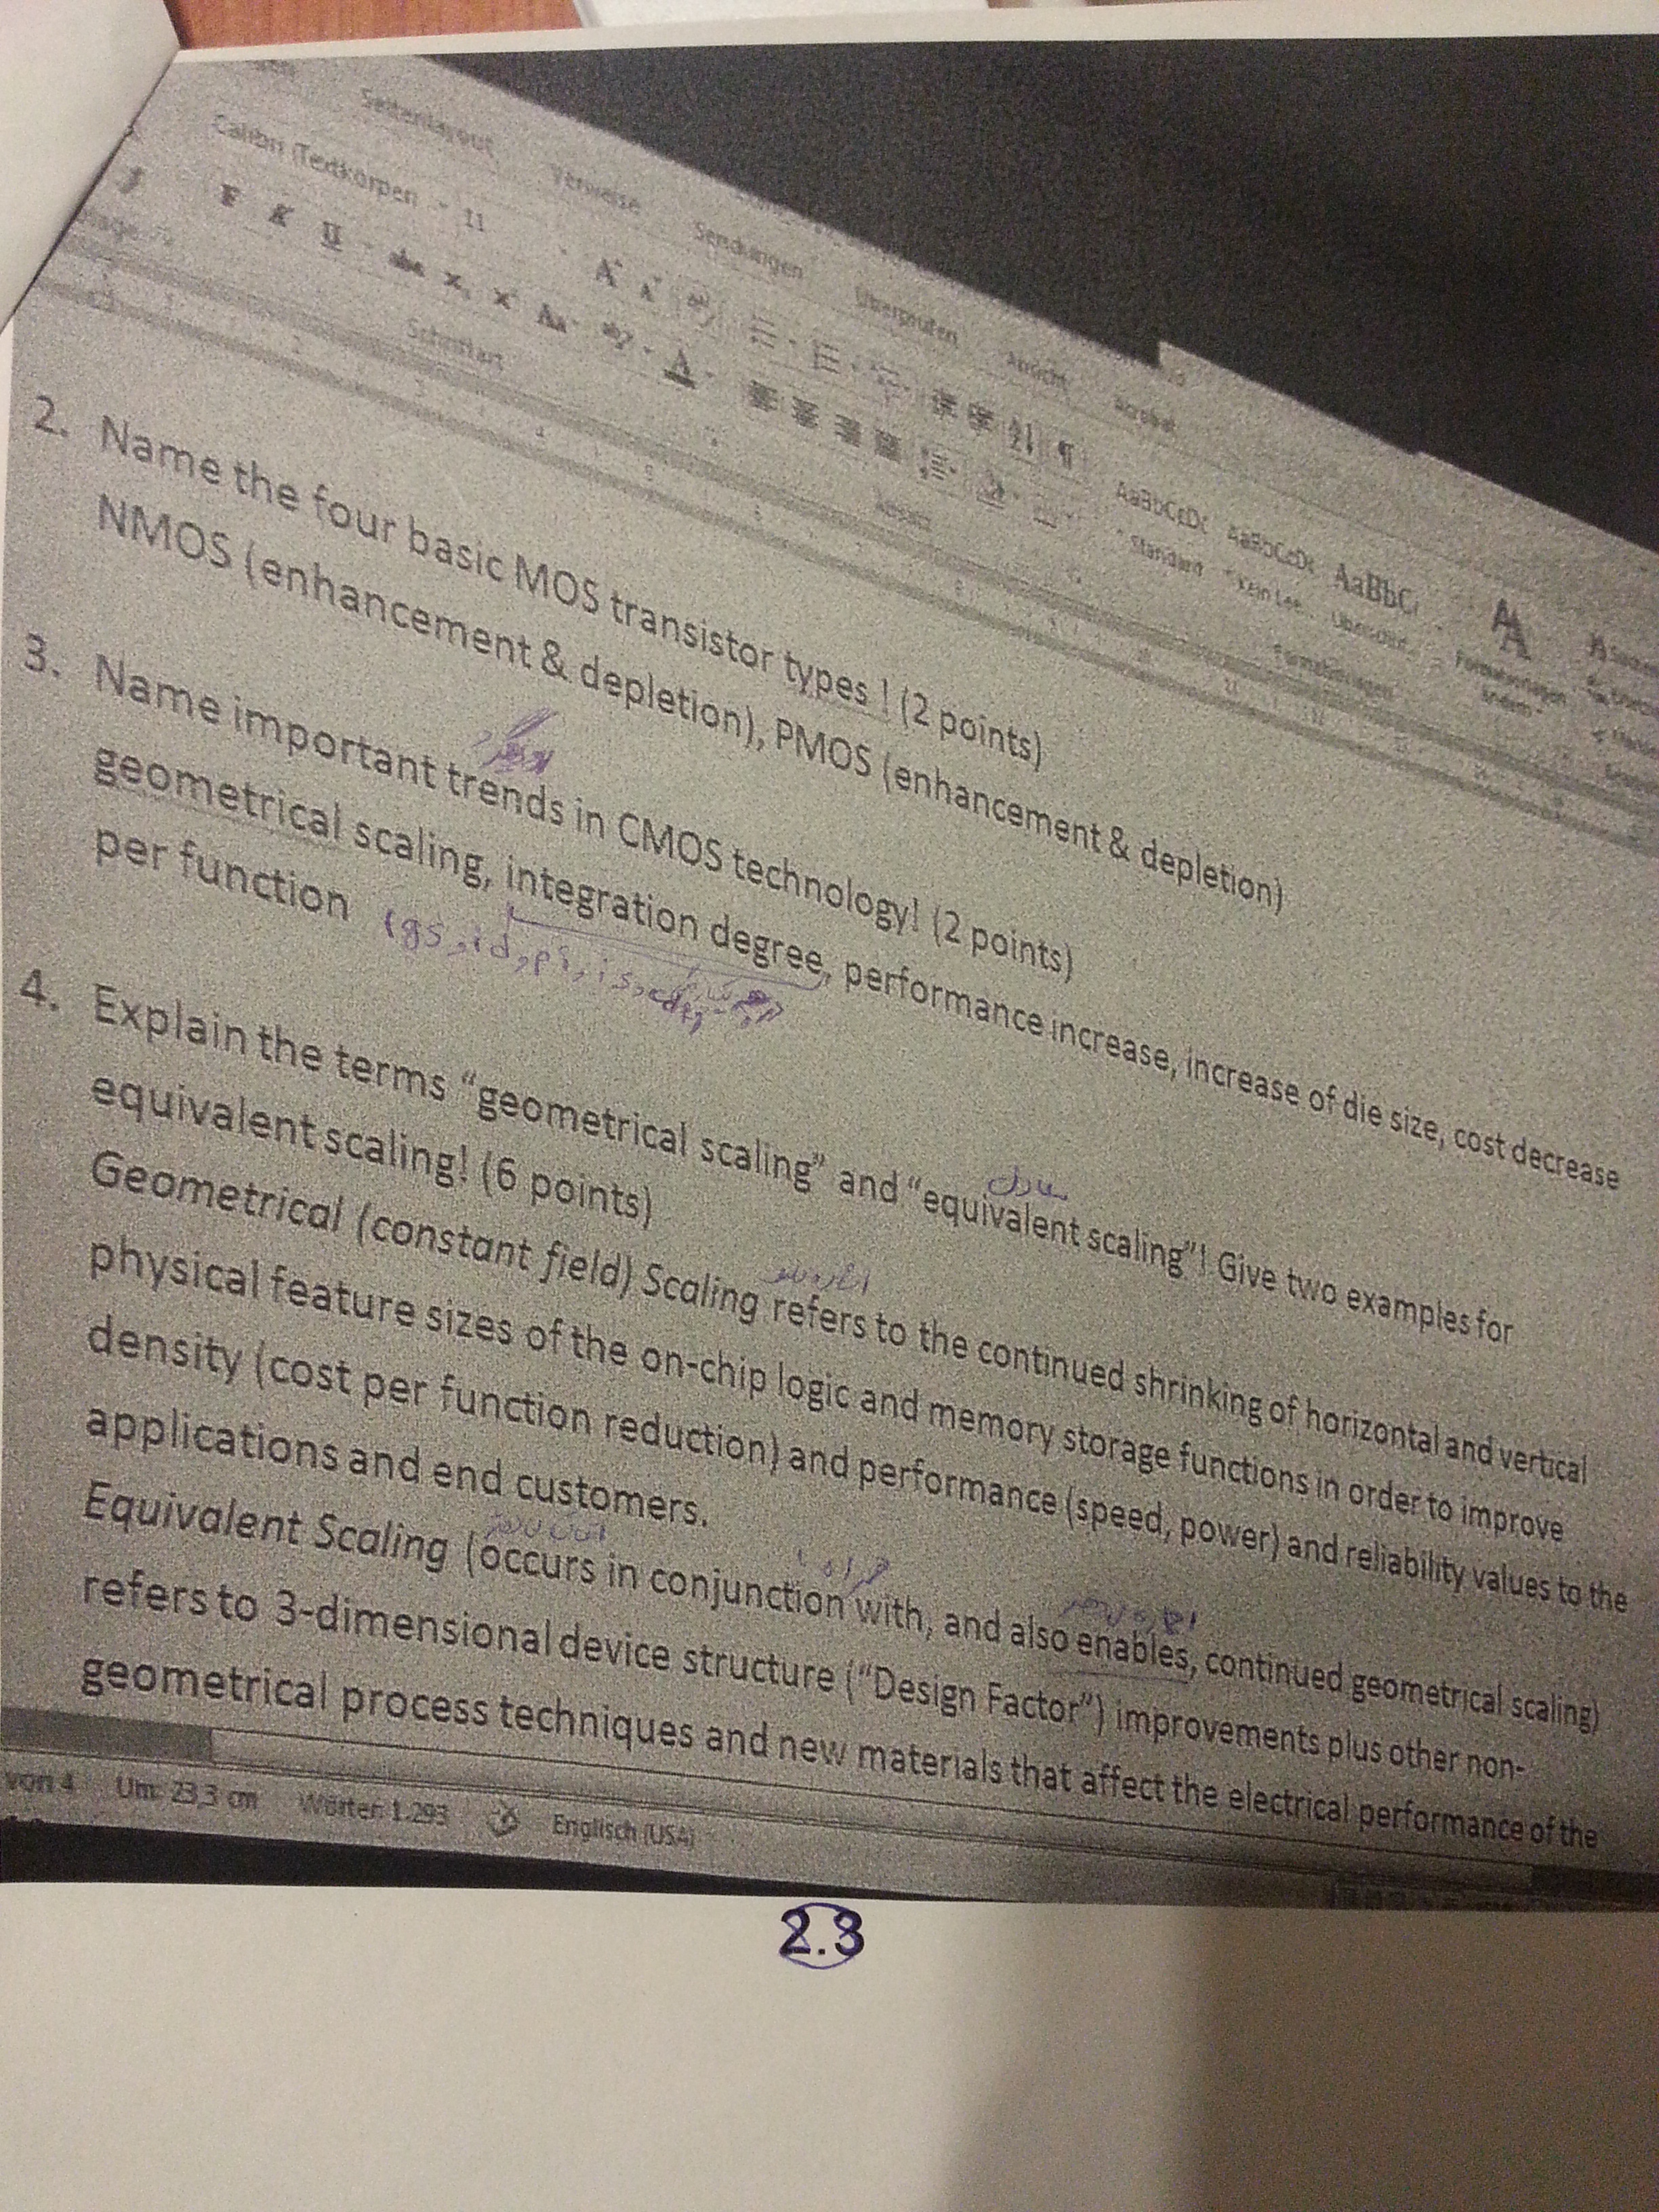 Seitenlayout Verweise Sendungen Überprüfen Ansicht Acrobat
Calibri (Textkörpen 11
F K U abc x, x Aa
Schriftart
Absatz
AaBbCcDc AaBbCcDc AaBbC
Standard Kein Lee...
Formatvorlagen
Formatvorlagen
ändern
2. Name the four basic MOS transistor types ! (2 points)
NMOS (enhancement & depletion), PMOS (enhancement & depletion)
3. Name important trends in CMOS technology! (2 points)
geometrical scaling, integration degree, performance increase, increase of die size, cost decrease
per function
(gs, id, pi, is, cd
4. Explain the terms “geometrical scaling” and “equivalent scaling”! Give two examples for
معادل
equivalent scaling! (6 points)
Geometrical (constant field) Scaling refers to the continued shrinking of horizontal and vertical
physical feature sizes of the on-chip logic and memory storage functions in order to improve
density (cost per function reduction) and performance (speed, power) and reliability values to the
applications and end customers.
Equivalent Scaling (occurs in conjunction with, and also enables, continued geometrical scaling)
refers to 3-dimensional device structure (“Design Factor”) improvements plus other non-
geometrical process techniques and new materials that affect the electrical performance of the
von 4 Um: 23,3 cm Wörter: 1.293 Englisch (USA)
2.3